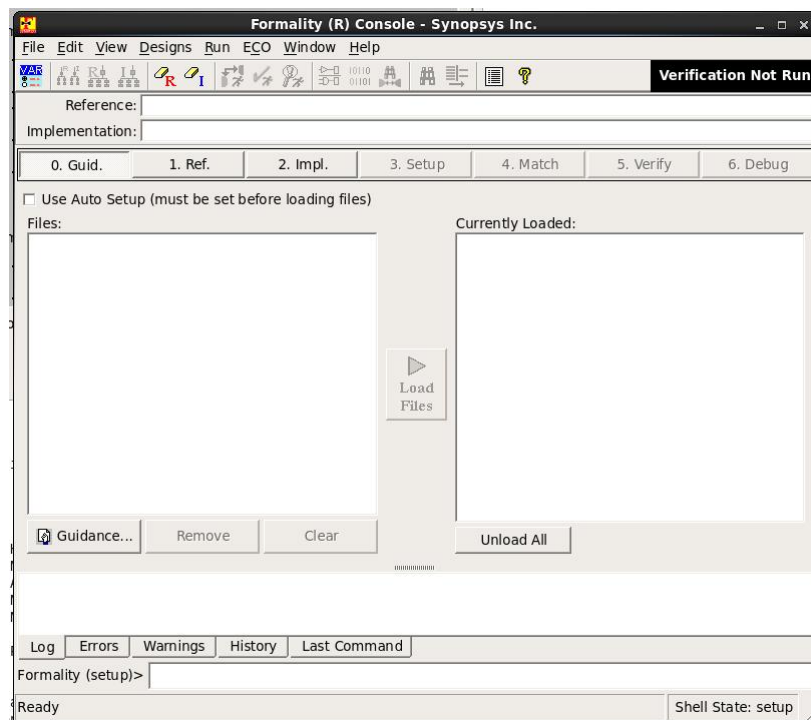 Formality (R) Console - Synopsys Inc.
File Edit View Designs Run ECO Window Help
Verification Not Run
Reference:
Implementation:
0. Guid. 1. Ref. 2. Impl. 3. Setup 4. Match 5. Verify 6. Debug
Use Auto Setup (must be set before loading files)
Files: Currently Loaded:
Load
Files
Guidance... Remove Clear Unload All
Log Errors Warnings History Last Command
Formality (setup)>
Ready Shell State: setup